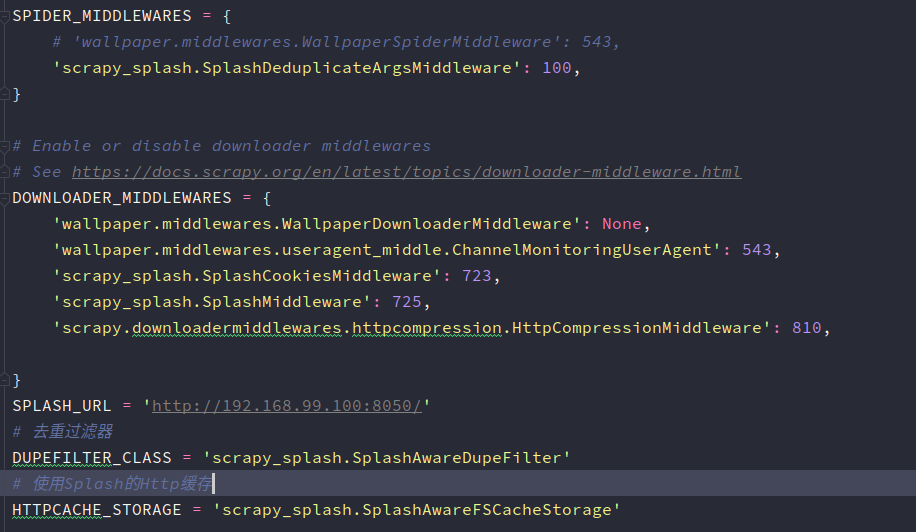 SPIDER_MIDDLEWARES = {
    # 'wallpaper.middlewares.WallpaperSpiderMiddleware': 543,
    'scrapy_splash.SplashDeduplicateArgsMiddleware': 100,
}
# Enable or disable downloader middlewares
# See https://docs.scrapy.org/en/latest/topics/downloader-middleware.html
DOWNLOADER_MIDDLEWARES = {
    'wallpaper.middlewares.WallpaperDownloaderMiddleware': None,
    'wallpaper.middlewares.useragent_middle.ChannelMonitoringUserAgent': 543,
    'scrapy_splash.SplashCookiesMiddleware': 723,
    'scrapy_splash.SplashMiddleware': 725,
    'scrapy.downloadermiddlewares.httpcompression.HttpCompressionMiddleware': 810,
}
SPLASH_URL = 'http://192.168.99.100:8050/'
# 去重过滤器
DUPEFILTER_CLASS = 'scrapy_splash.SplashAwareDupeFilter'
# 使用Splash的Http缓存
HTTPCACHE_STORAGE = 'scrapy_splash.SplashAwareFSCacheStorage'